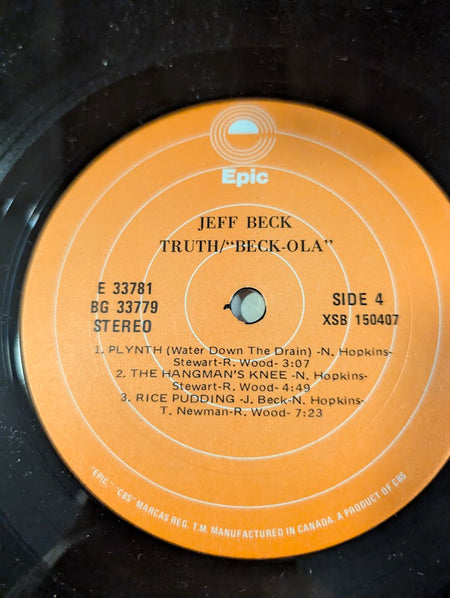 Epic
JEFF BECK
TRUTH/"BECK-OLA"
E 33781
BG 33779
STEREO
SIDE 4
XSB 150407
1. PLYNTH (Water Down The Drain) -N. Hopkins-
Stewart-R. Wood- 3:07
2. THE HANGMAN'S KNEE -N. Hopkins-
Stewart-R. Wood- 4:49
3. RICE PUDDING -J. Beck-N. Hopkins-
T. Newman-R. Wood- 7:23
"EPIC," "CBS" MARCAS REG. T.M. MANUFACTURED IN CANADA. A PRODUCT OF CBS